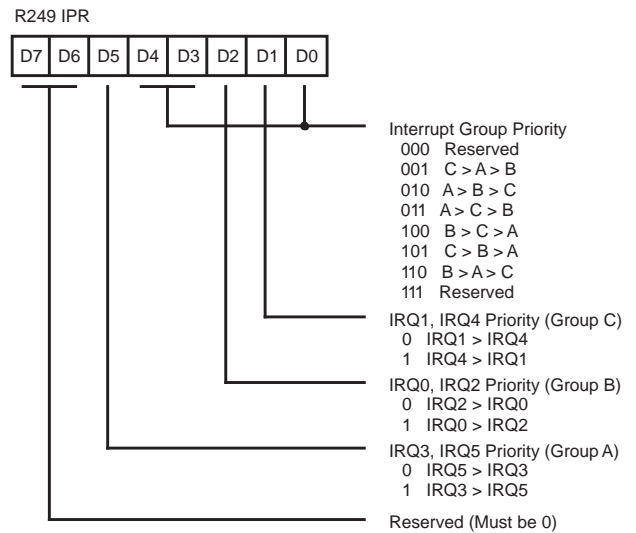 R249 IPR
D7 D6 D5 D4 D3 D2 D1 D0
Interrupt Group Priority
000 Reserved
001 C > A > B
010 A > B > C
011 A > C > B
100 B > C > A
101 C > B > A
110 B > A > C
111 Reserved
IRQ1, IRQ4 Priority (Group C)
0 IRQ1 > IRQ4
1 IRQ4 > IRQ1
IRQ0, IRQ2 Priority (Group B)
0 IRQ2 > IRQ0
1 IRQ0 > IRQ2
IRQ3, IRQ5 Priority (Group A)
0 IRQ5 > IRQ3
1 IRQ3 > IRQ5
Reserved (Must be 0)